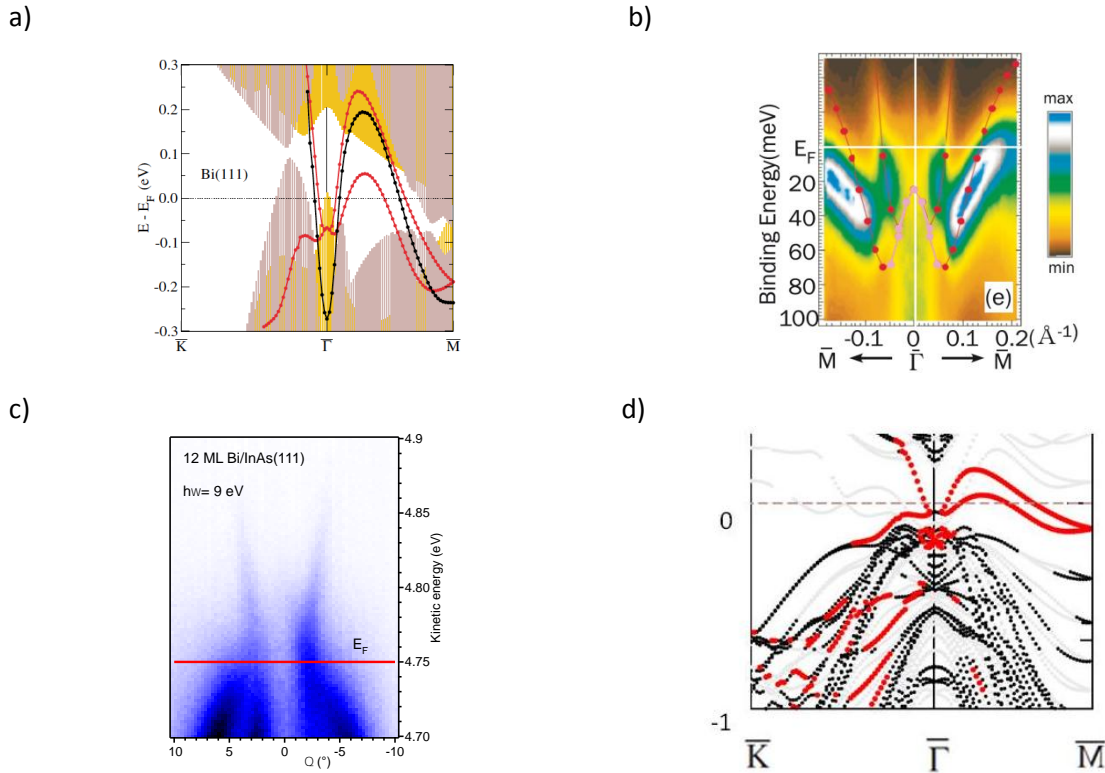 a)
0.3
0.2
0.1
0.0
-0.1
-0.2
-0.3
E - E_F (eV)
Bi(111)
K̅
Γ̅
M̅
b)
Binding Energy(meV)
E_F
20
40
60
80
100
(e)
max
min
-0.1 0 0.1 0.2(Å⁻¹)
M̅ ← Γ̅ → M̅
c)
12 ML Bi/InAs(111)
hw= 9 eV
E_F
4.9
4.85
4.80
4.75
4.70
Kinetic energy (eV)
10 5 0 -5 -10
Q (°)
d)
0
-1
K̅ Γ̅ M̅